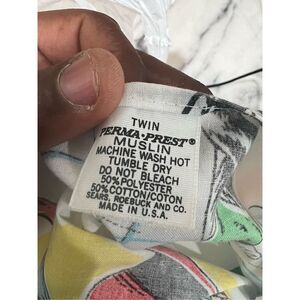 TWIN
PERMA·PREST®
MUSLIN
MACHINE WASH HOT
TUMBLE DRY
DO NOT BLEACH
50% POLYESTER
50% COTTON/COTON
SEARS, ROEBUCK AND CO.
MADE IN U.S.A.